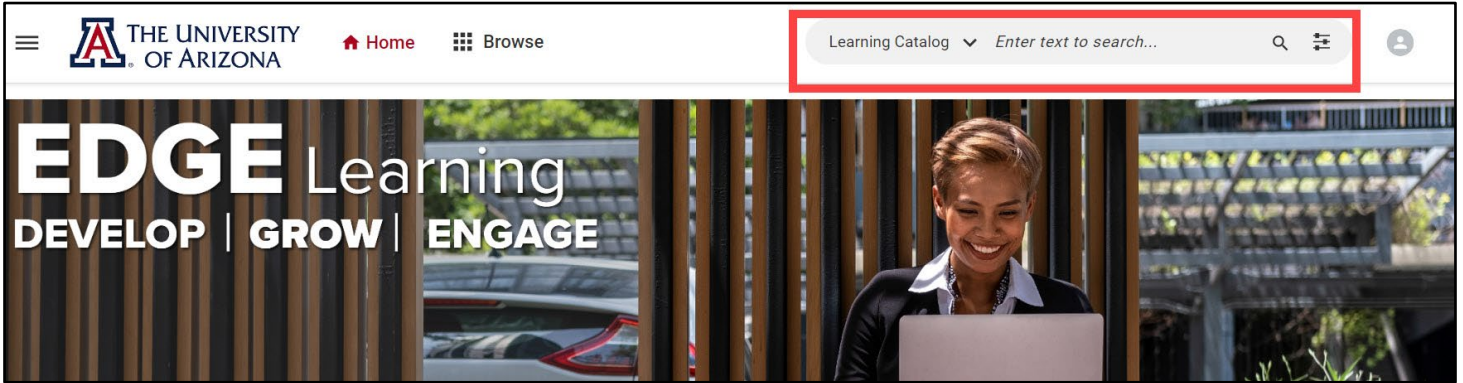 THE UNIVERSITY
OF ARIZONA
Home
Browse
Learning Catalog
Enter text to search...
EDGE Learning
DEVELOP | GROW | ENGAGE